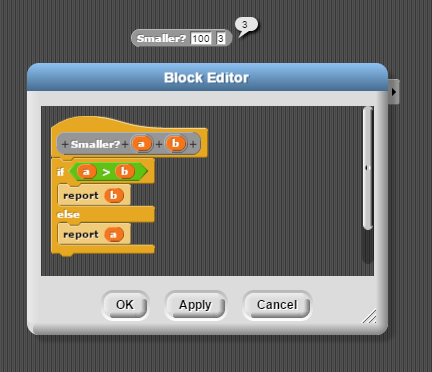 3
Smaller? 100 3
Block Editor
+ Smaller? + a + b +
if a > b
report b
else
report a
OK Apply Cancel